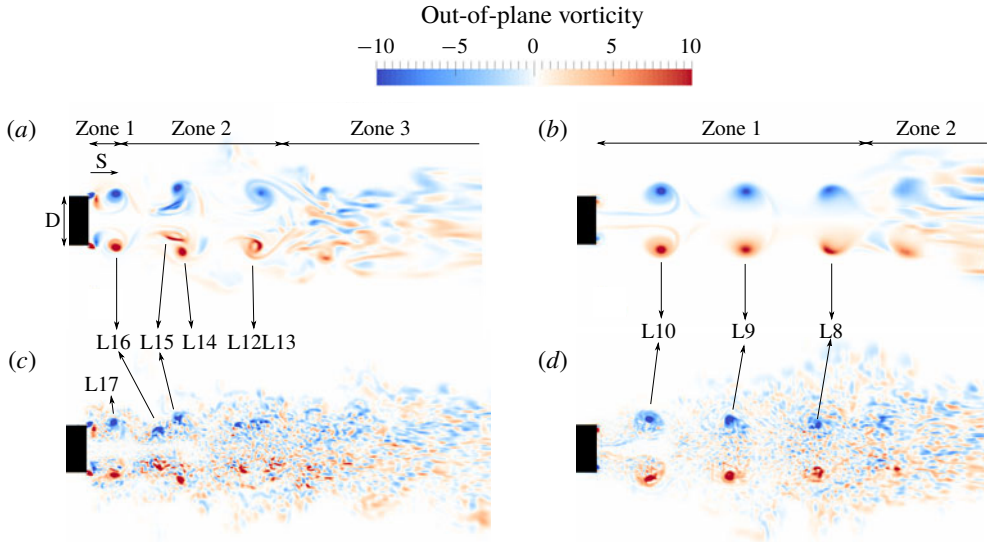 Out-of-plane vorticity
−10 −5 0 5 10
(a) Zone 1 Zone 2 Zone 3
S
D
(b) Zone 1 Zone 2
L16 L15 L14 L12L13
L10 L9 L8
(c)
L17
(d)